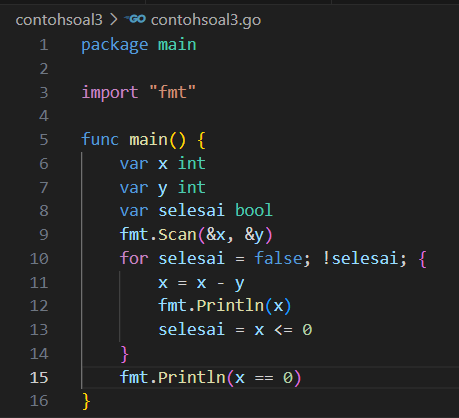 contohsoal3 > GO contohsoal3.go
1 package main
2
3 import "fmt"
4
5 func main() {
6     var x int
7     var y int
8     var selesai bool
9     fmt.Scan(&x, &y)
10     for selesai = false; !selesai; {
11         x = x - y
12         fmt.Println(x)
13         selesai = x <= 0
14     }
15     fmt.Println(x == 0)
16 }